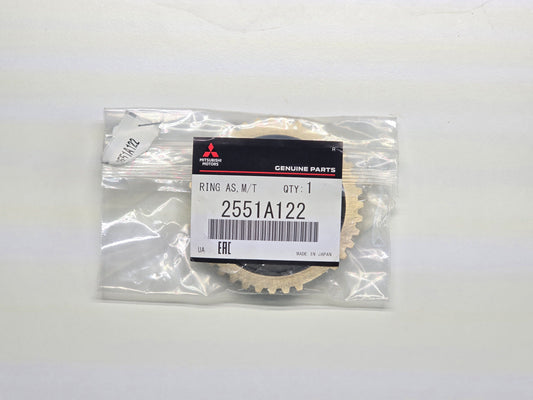 2551A122
MITSUBISHI
MOTORS
GENUINE PARTS
RING AS,M/T QTY: 1
2551A122
UA EAC
MADE IN JAPAN